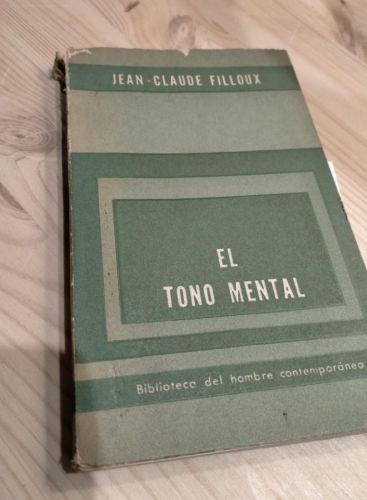 JEAN-CLAUDE FILLOUX
EL
TONO MENTAL
Biblioteca del hombre contemporáneo